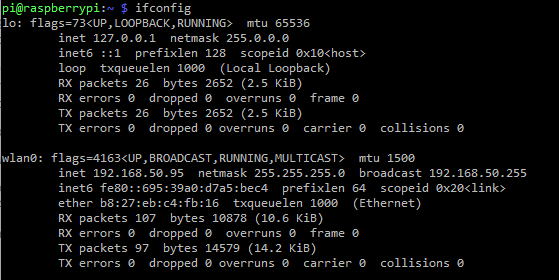 pi@raspberrypi:~ $ ifconfig
lo: flags=73<UP,LOOPBACK,RUNNING>  mtu 65536
inet 127.0.0.1  netmask 255.0.0.0
inet6 ::1  prefixlen 128  scopeid 0x10<host>
loop  txqueuelen 1000  (Local Loopback)
RX packets 26  bytes 2652 (2.5 KiB)
RX errors 0  dropped 0  overruns 0  frame 0
TX packets 26  bytes 2652 (2.5 KiB)
TX errors 0  dropped 0 overruns 0  carrier 0  collisions 0
wlan0: flags=4163<UP,BROADCAST,RUNNING,MULTICAST>  mtu 1500
inet 192.168.50.95  netmask 255.255.255.0  broadcast 192.168.50.255
inet6 fe80::695:39a0:d7a5:bec4  prefixlen 64  scopeid 0x20<link>
ether b8:27:eb:c4:fb:16  txqueuelen 1000  (Ethernet)
RX packets 107  bytes 10878 (10.6 KiB)
RX errors 0  dropped 0  overruns 0  frame 0
TX packets 97  bytes 14579 (14.2 KiB)
TX errors 0  dropped 0 overruns 0  carrier 0  collisions 0